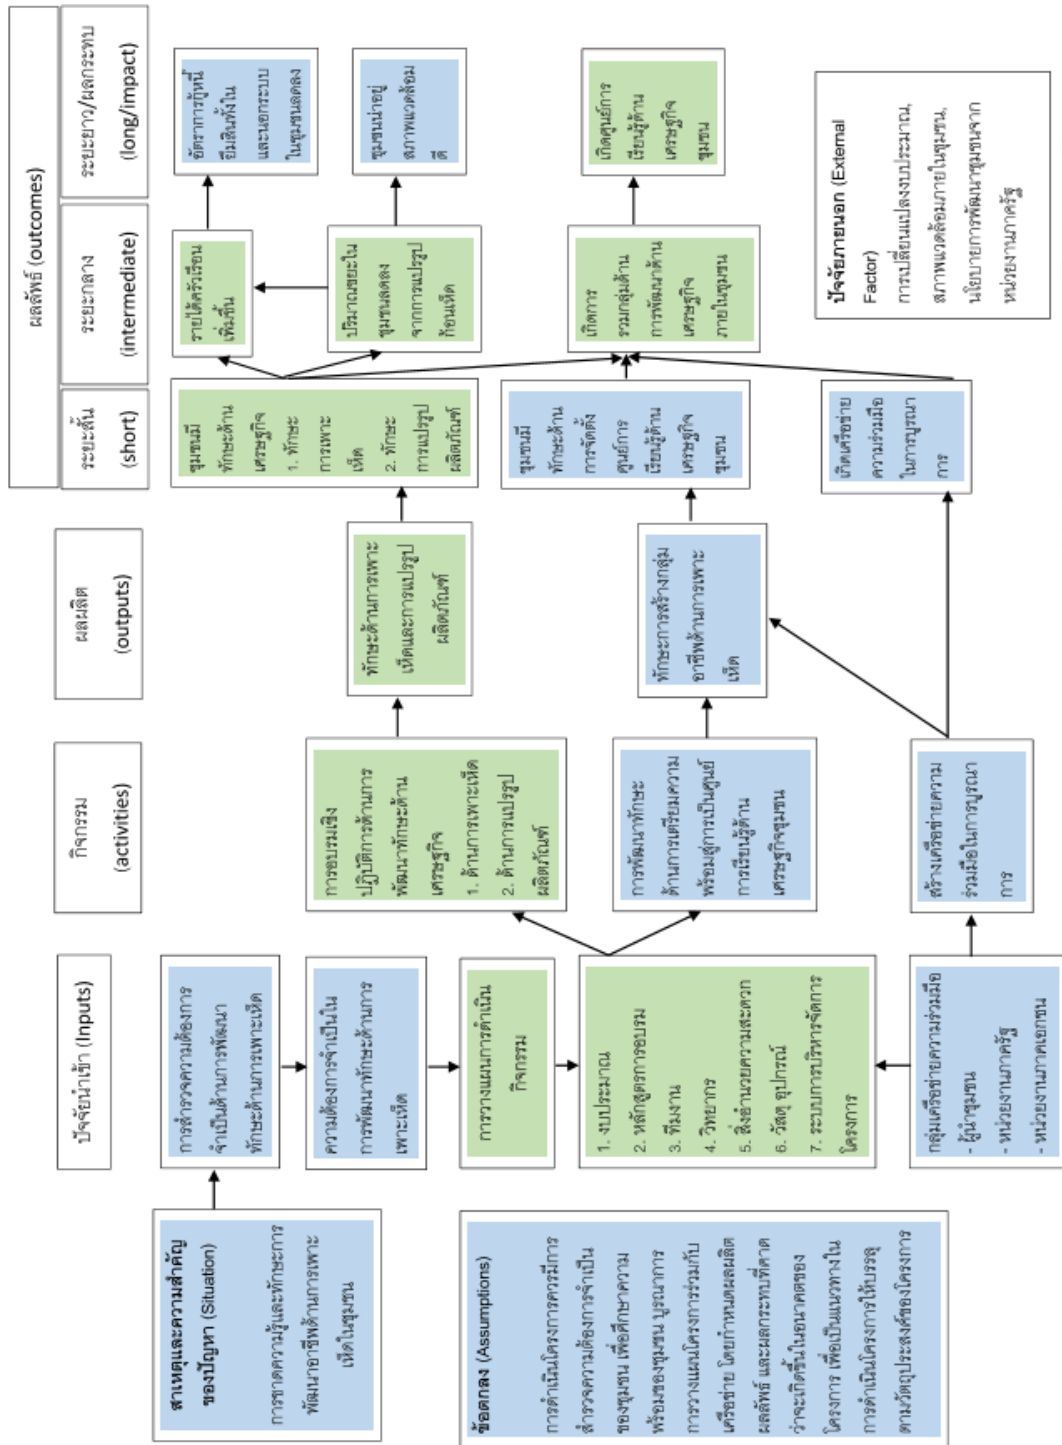 ผลลัพธ์ (outcomes)
ปัจจัยนำเข้า (Inputs)
กิจกรรม
(activities)
ผลผลิต
(outputs)
ระยะสั้น
(short)
ระยะกลาง
(intermediate)
ระยะยาว/ผลกระทบ
(long/impact)
สาเหตุและความสำคัญ
ของปัญหา (Situation)
การขาดความรู้และทักษะการ
พัฒนาอาชีพด้านการเพาะ
เห็ดในชุมชน
การสำรวจความต้องการ
จำเป็นด้านการพัฒนา
ทักษะด้านการเพาะเห็ด
ความต้องการจำเป็นใน
การพัฒนาทักษะด้านการ
เพาะเห็ด
การวางแผนการดำเนิน
กิจกรรม
1. งบประมาณ
2. หลักสูตรการอบรม
3. ทีมงาน
4. วิทยากร
5. สิ่งอำนวยความสะดวก
6. วัสดุ อุปกรณ์
7. ระบบการบริหารจัดการ
โครงการ
กลุ่มเครือข่ายความร่วมมือ
- ผู้นำชุมชน
- หน่วยงานภาครัฐ
- หน่วยงานภาคเอกชน
การอบรมเชิง
ปฏิบัติการด้านการ
พัฒนาทักษะด้าน
เศรษฐกิจ
1. ด้านการเพาะเห็ด
2. ด้านการแปรรูป
ผลิตภัณฑ์
การพัฒนาทักษะ
ด้านการเตรียมความ
พร้อมสู่การเป็นศูนย์
การเรียนรู้ด้าน
เศรษฐกิจชุมชน
สร้างเครือข่ายความ
ร่วมมือในการบูรณา
การ
ทักษะด้านการเพาะ
เห็ดและการแปรรูป
ผลิตภัณฑ์
ทักษะการสร้างกลุ่ม
อาชีพด้านการเพาะ
เห็ด
ชุมชนมี
ทักษะด้าน
เศรษฐกิจ
1. ทักษะ
การเพาะ
เห็ด
2. ทักษะ
การแปรรูป
ผลิตภัณฑ์
ชุมชนมี
ทักษะด้าน
การจัดตั้ง
ศูนย์การ
เรียนรู้ด้าน
เศรษฐกิจ
ชุมชน
เกิดเครือข่าย
ความร่วมมือ
ในการบูรณา
การ
รายได้ครัวเรือน
เพิ่มขึ้น
ปริมาณขยะใน
ชุมชนลดลง
จากการแปรรูป
ก้อนเห็ด
เกิดการ
รวมกลุ่มด้าน
การพัฒนาด้าน
เศรษฐกิจ
ภายในชุมชน
อัตราการกู้หนี้
ยืมสินทั้งใน
และนอกระบบ
ในชุมชนลดลง
ชุมชนน่าอยู่
สภาพแวดล้อม
ดี
เกิดศูนย์การ
เรียนรู้ด้าน
เศรษฐกิจ
ชุมชน
ข้อตกลง (Assumptions)
การดำเนินโครงการควรมีการ
สำรวจความต้องการจำเป็น
ของชุมชน เพื่อศึกษาความ
พร้อมของชุมชน บูรณาการ
การวางแผนโครงการร่วมกับ
เครือข่าย โดยกำหนดผลผลิต
ผลลัพธ์ และผลกระทบที่คาด
ว่าจะเกิดขึ้นในอนาคตของ
โครงการ เพื่อเป็นแนวทางใน
การดำเนินโครงการให้บรรลุ
ตามวัตถุประสงค์ของโครงการ
ปัจจัยภายนอก (External
Factor)
การเปลี่ยนแปลงงบประมาณ,
สภาพแวดล้อมภายในชุมชน,
นโยบายการพัฒนาชุมชนจาก
หน่วยงานภาครัฐ